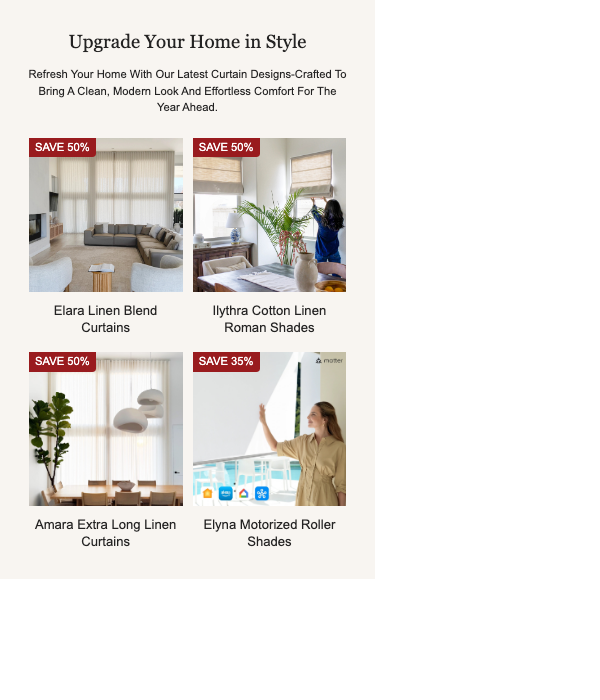 Upgrade Your Home in Style
Refresh Your Home With Our Latest Curtain Designs-Crafted To
Bring A Clean, Modern Look And Effortless Comfort For The
Year Ahead.
SAVE 50%
SAVE 50%
Elara Linen Blend
Curtains
Ilythra Cotton Linen
Roman Shades
SAVE 50%
SAVE 35%
matter
Amara Extra Long Linen
Curtains
Elyna Motorized Roller
Shades